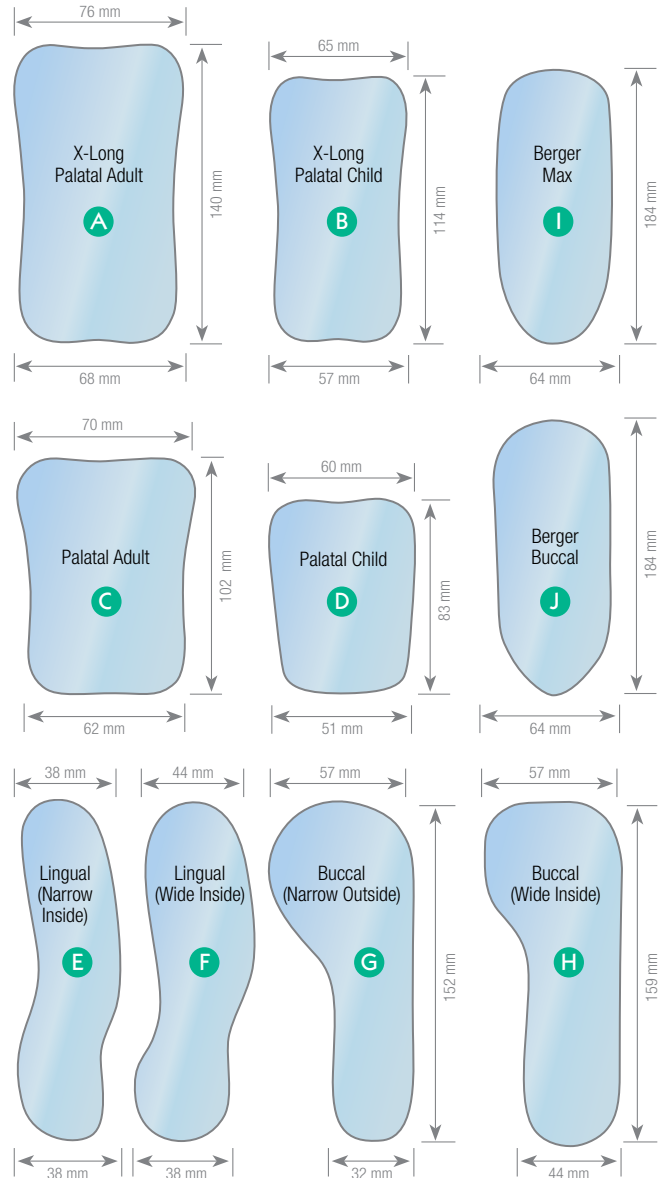 76 mm
65 mm
X-Long
Palatal Adult
A
140 mm
X-Long
Palatal Child
B
114 mm
Berger
Max
I
184 mm
68 mm
57 mm
64 mm
70 mm
60 mm
Palatal Adult
C
102 mm
Palatal Child
D
83 mm
Berger
Buccal
J
184 mm
62 mm
51 mm
64 mm
38 mm
44 mm
57 mm
57 mm
Lingual
(Narrow
Inside)
E
Lingual
(Wide Inside)
F
Buccal
(Narrow Outside)
G
152 mm
Buccal
(Wide Inside)
H
159 mm
38 mm
38 mm
32 mm
44 mm